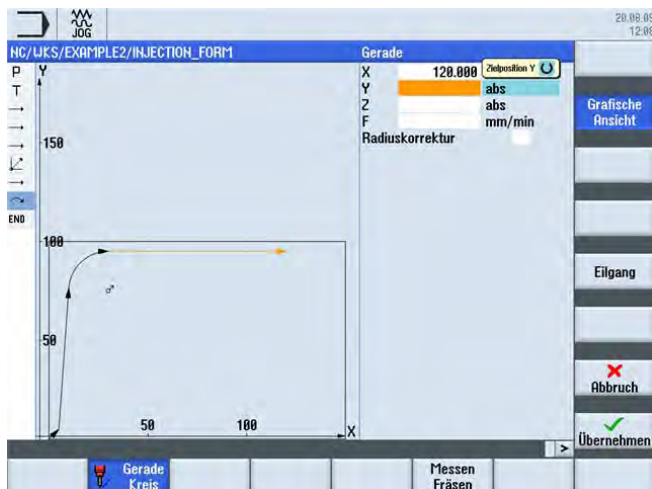 JOG
20.08.09
12:08
NC/WKS/EXAMPLE2/INJECTION_FORM
Gerade
P
T
END
Y
150
100
50
50
100
X
X 120.000 Zielposition Y
Y abs
Z abs
F mm/min
Radiuskorrektur
Grafische
Ansicht
Eilgang
Abbruch
Übernehmen
>
Gerade
Kreis
Messen
Fräsen